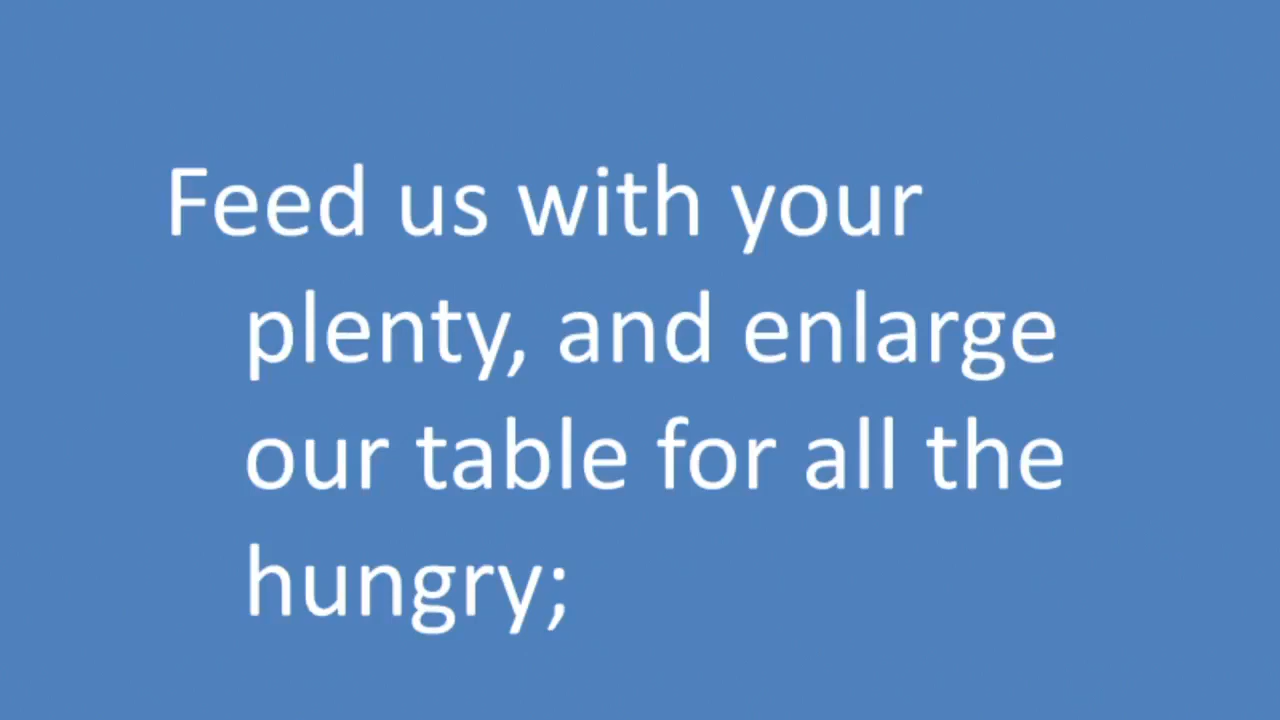 Feed us with your
plenty, and enlarge
our table for all the
hungry;